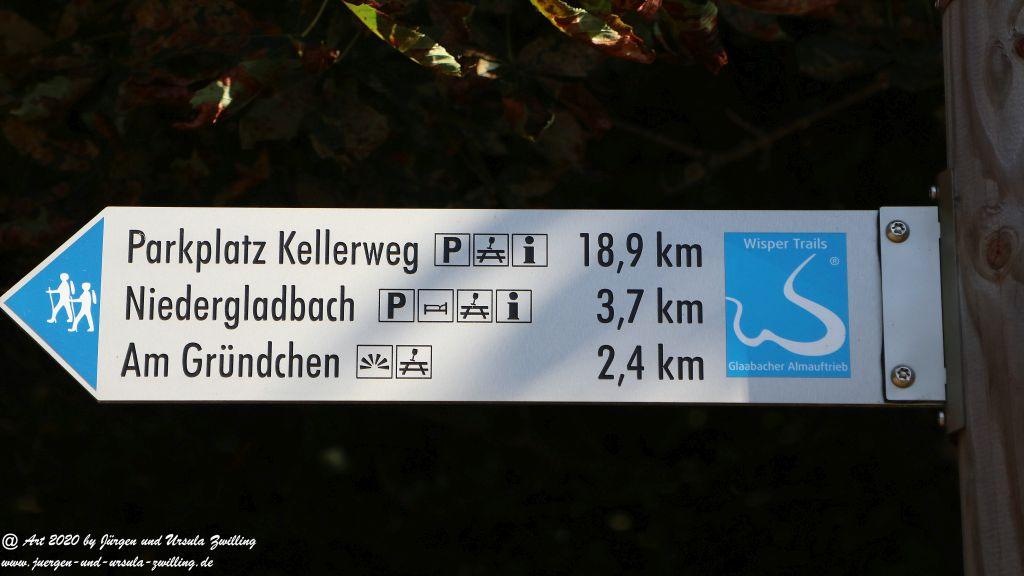 Parkplatz Kellerweg P i 18,9 km
Niedergladbach P i 3,7 km
Am Gründchen 2,4 km
Wisper Trails
®
Glaabacher Almauftrieb
@ Art 2020 by Jürgen und Ursula Zwilling
www.juergen-und-ursula-zwilling.de